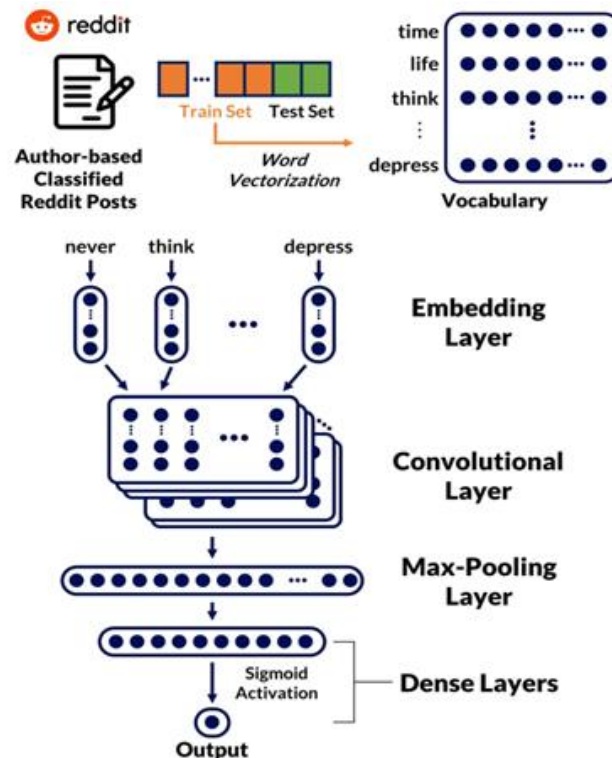 reddit
Train Set
Test Set
Author-based
Classified
Reddit Posts
Word
Vectorization
time
life
think
depress
Vocabulary
never think depress
Embedding
Layer
Convolutional
Layer
Max-Pooling
Layer
Sigmoid
Activation
Dense Layers
Output